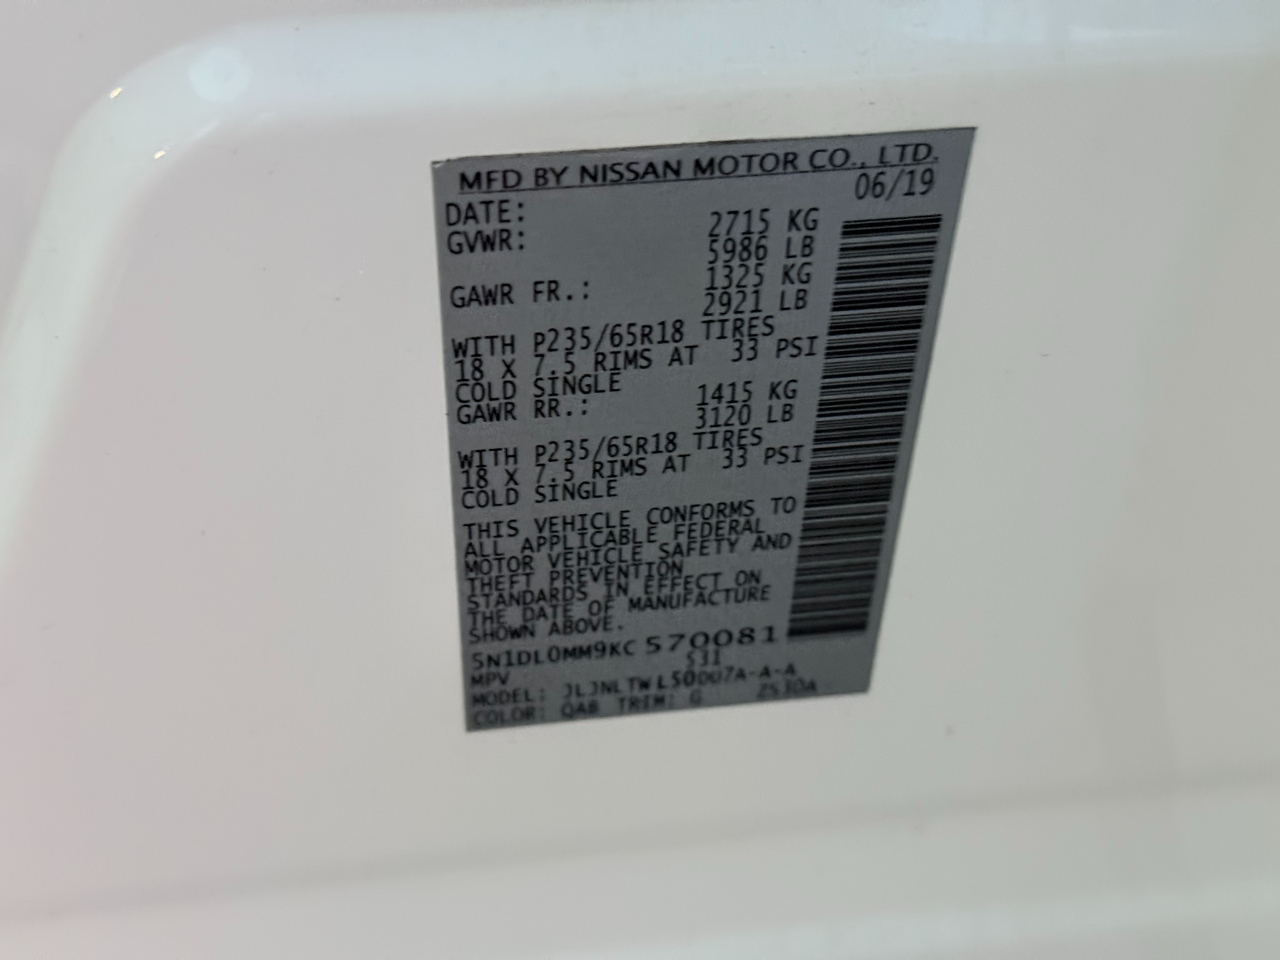 MFD BY NISSAN MOTOR CO., LTD.
DATE: 06/19
GVWR: 2715 KG
5986 LB
GAWR FR.: 1325 KG
2921 LB
WITH P235/65R18 TIRES
18 X 7.5 RIMS AT 33 PSI
COLD SINGLE
GAWR RR.: 1415 KG
3120 LB
WITH P235/65R18 TIRES
18 X 7.5 RIMS AT 33 PSI
COLD SINGLE
THIS VEHICLE CONFORMS TO
ALL APPLICABLE FEDERAL
MOTOR VEHICLE SAFETY AND
THEFT PREVENTION
STANDARDS IN EFFECT ON
THE DATE OF MANUFACTURE
SHOWN ABOVE.
5N1DL0MM9KC 570081
MPV S31
MODEL:
COLOR: QAB TRIM: G